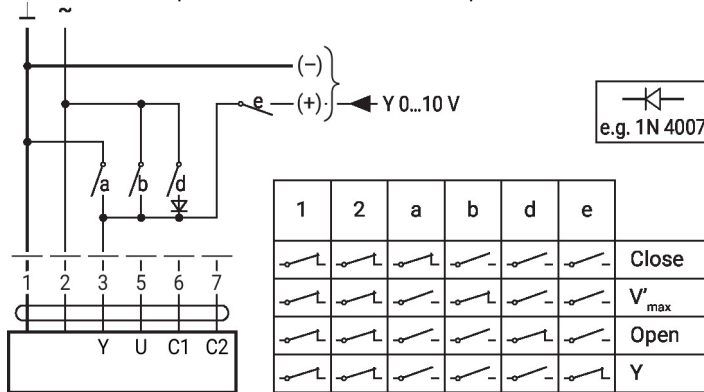 ⊥ ~
(–)
e (+) Y 0...10 V
e.g. 1N 4007
a b d
1 2 a b d e
Close
V'max
Open
Y
1 2 3 5 6 7
Y U C1 C2